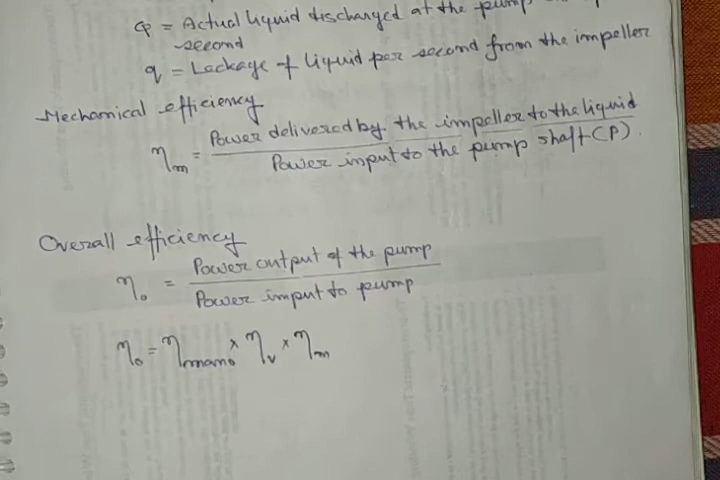 Q = Actual liquid discharged at the pump
second
q = Leckage of liquid per second from the impeller
Mechanical efficiency
ηm = Power delivered by the impeller to the liquid
Power input to the pump shaft (P).
Overall efficiency
ηo = Power output of the pump
Power input to pump
ηo = ηmano × ηv × ηm